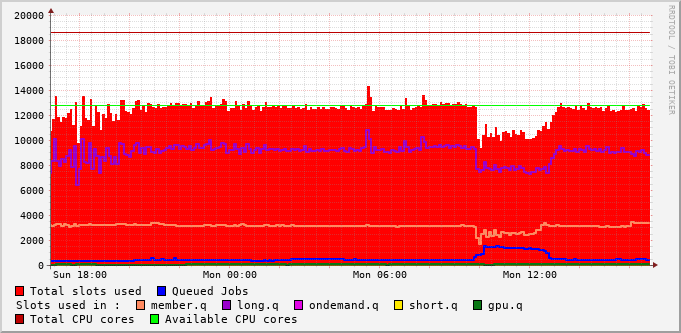 20000
18000
16000
14000
12000
10000
8000
6000
4000
2000
0
Sun 18:00 Mon 00:00 Mon 06:00 Mon 12:00
RRDTOOL / TOBI OETIKER
Total slots used Queued Jobs
Slots used in : member.q long.q ondemand.q short.q gpu.q
Total CPU cores Available CPU cores